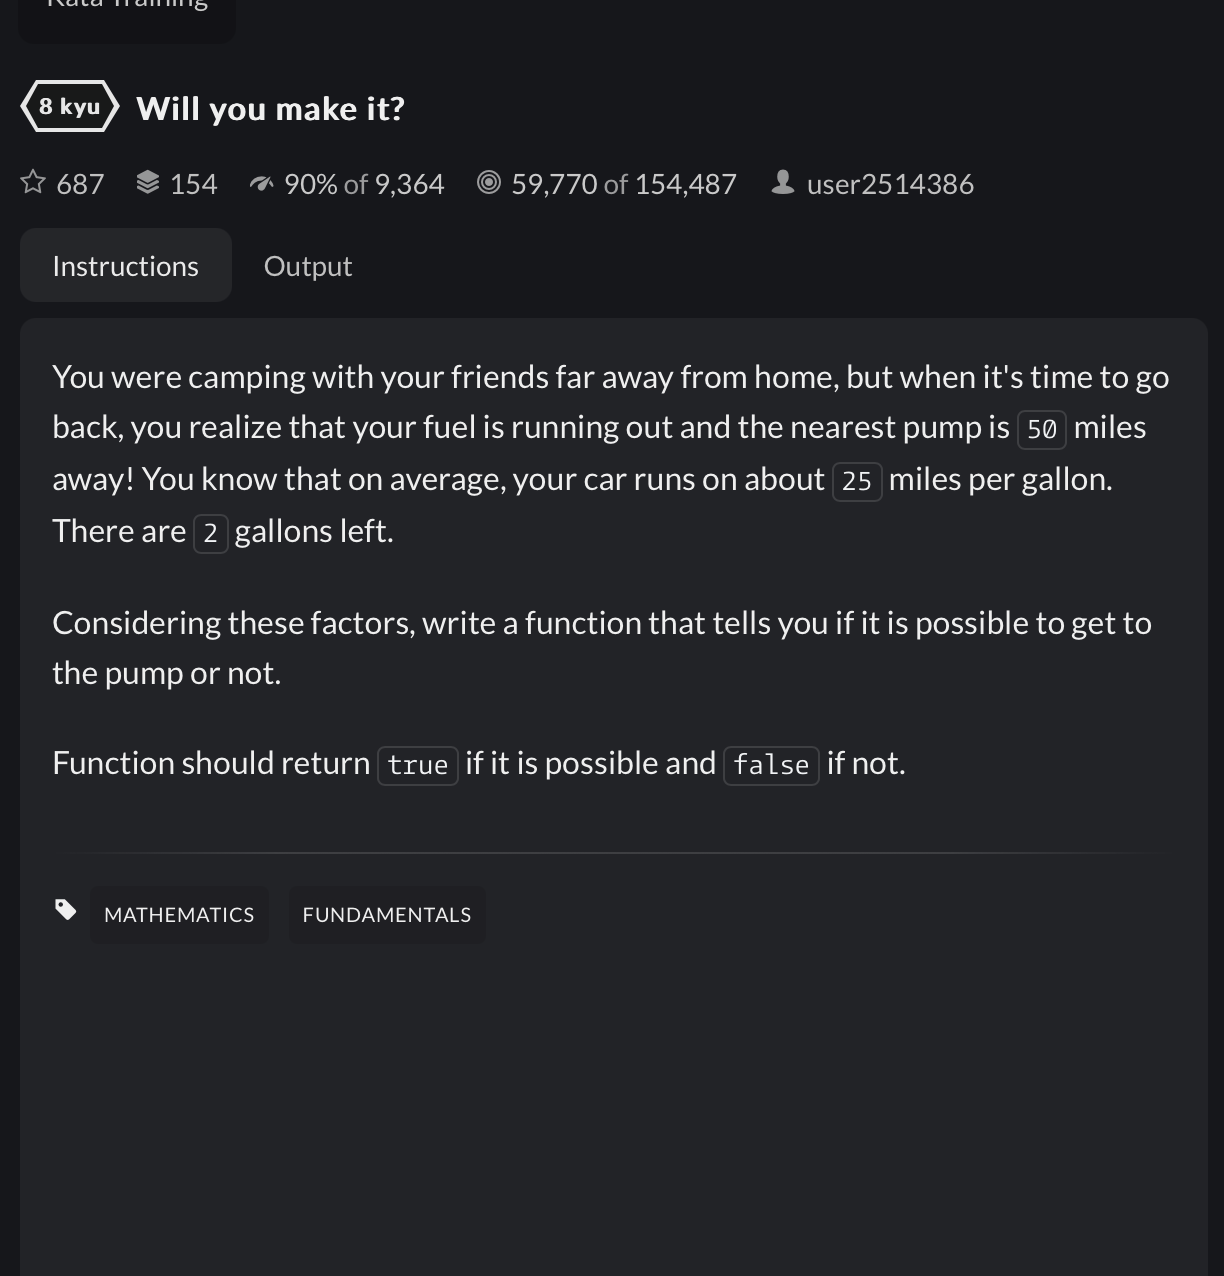 Kata Training
8 kyu Will you make it?
687 154 90% of 9,364 59,770 of 154,487 user2514386
Instructions Output
You were camping with your friends far away from home, but when it's time to go
back, you realize that your fuel is running out and the nearest pump is 50 miles
away! You know that on average, your car runs on about 25 miles per gallon.
There are 2 gallons left.
Considering these factors, write a function that tells you if it is possible to get to
the pump or not.
Function should return true if it is possible and false if not.
MATHEMATICS FUNDAMENTALS